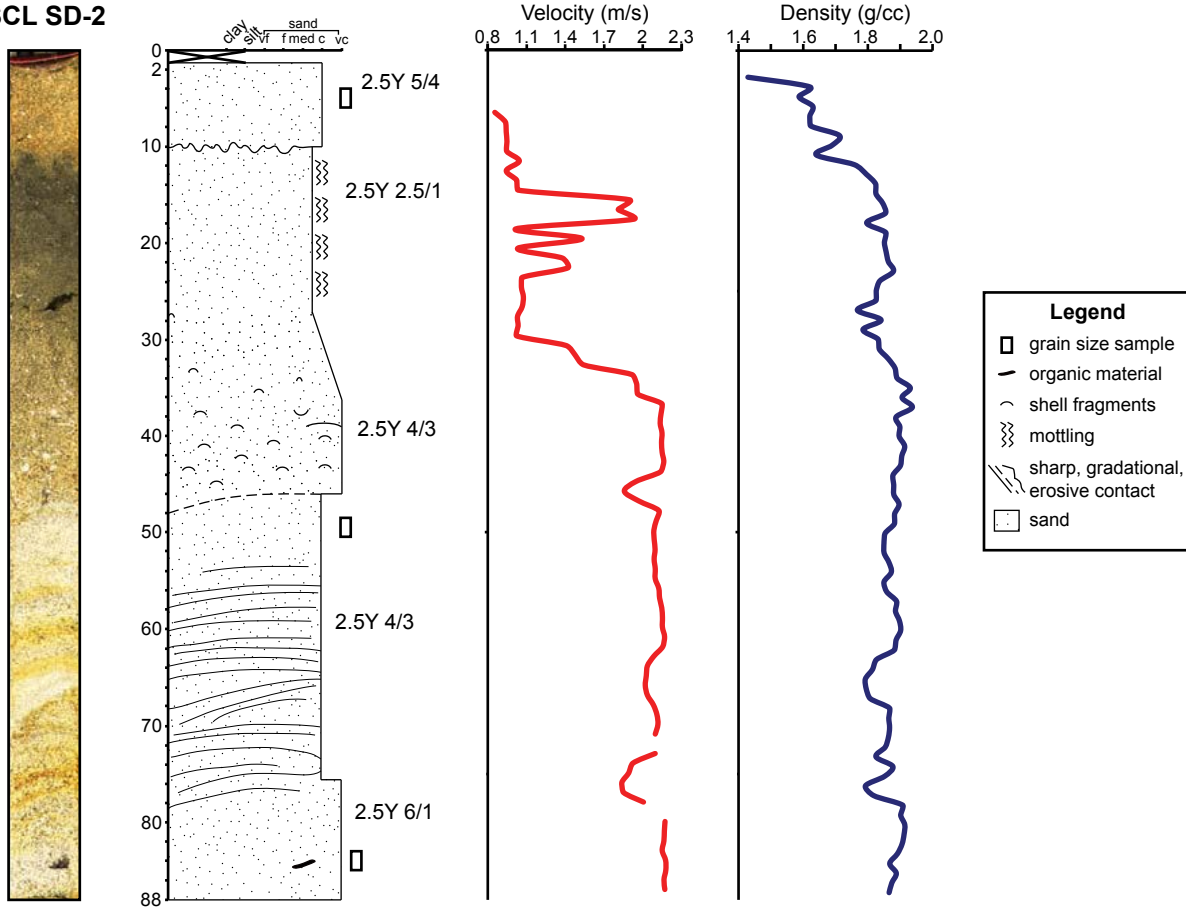 SCL SD-2
clay silt sand
vf f med c vc
0
2
10
20
30
40
50
60
70
80
88
2.5Y 5/4
2.5Y 2.5/1
2.5Y 4/3
2.5Y 4/3
2.5Y 6/1
Velocity (m/s)
0.8 1.1 1.4 1.7 2 2.3
Density (g/cc)
1.4 1.6 1.8 2.0
Legend
grain size sample
organic material
shell fragments
mottling
sharp, gradational,
erosive contact
sand